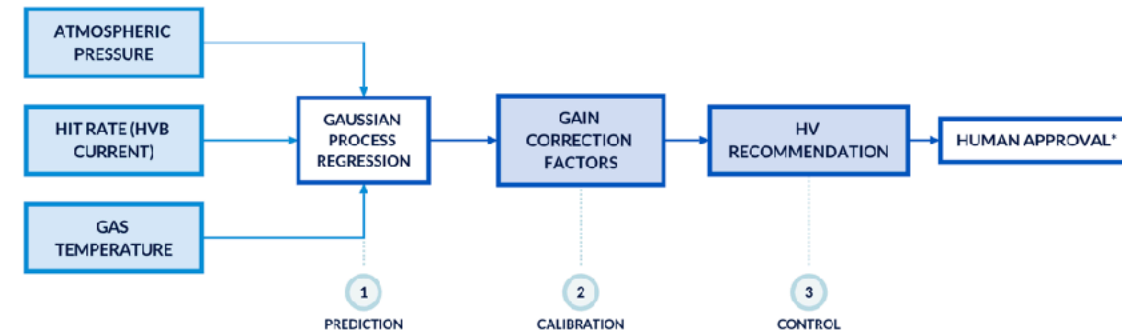 ATMOSPHERIC
PRESSURE
HIT RATE (HVB
CURRENT)
GAS
TEMPERATURE
GAUSSIAN
PROCESS
REGRESSION
GAIN
CORRECTION
FACTORS
HV
RECOMMENDATION
HUMAN APPROVAL*
1
PREDICTION
2
CALIBRATION
3
CONTROL